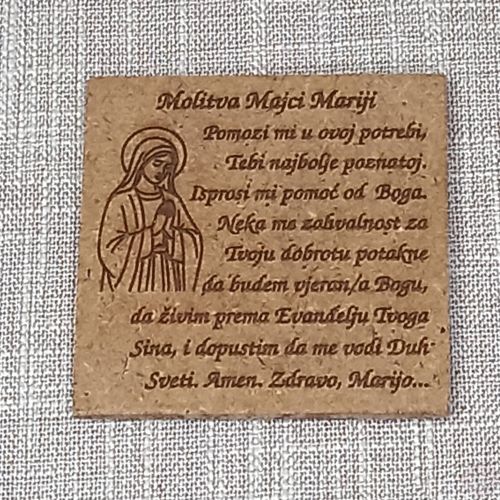 Molitva Majci Mariji
Pomozi mi u ovoj potrebi,
Tebi najbolje poznatoj.
Isprosi mi pomoć od Boga.
Neka me zahvalnost za
Tvoju dobrotu potakne
da budem vjeran/a Bogu,
da živim prema Evanđelju Tvoga
Sina, i dopustim da me vodi Duh
Sveti. Amen. Zdravo, Marijo...